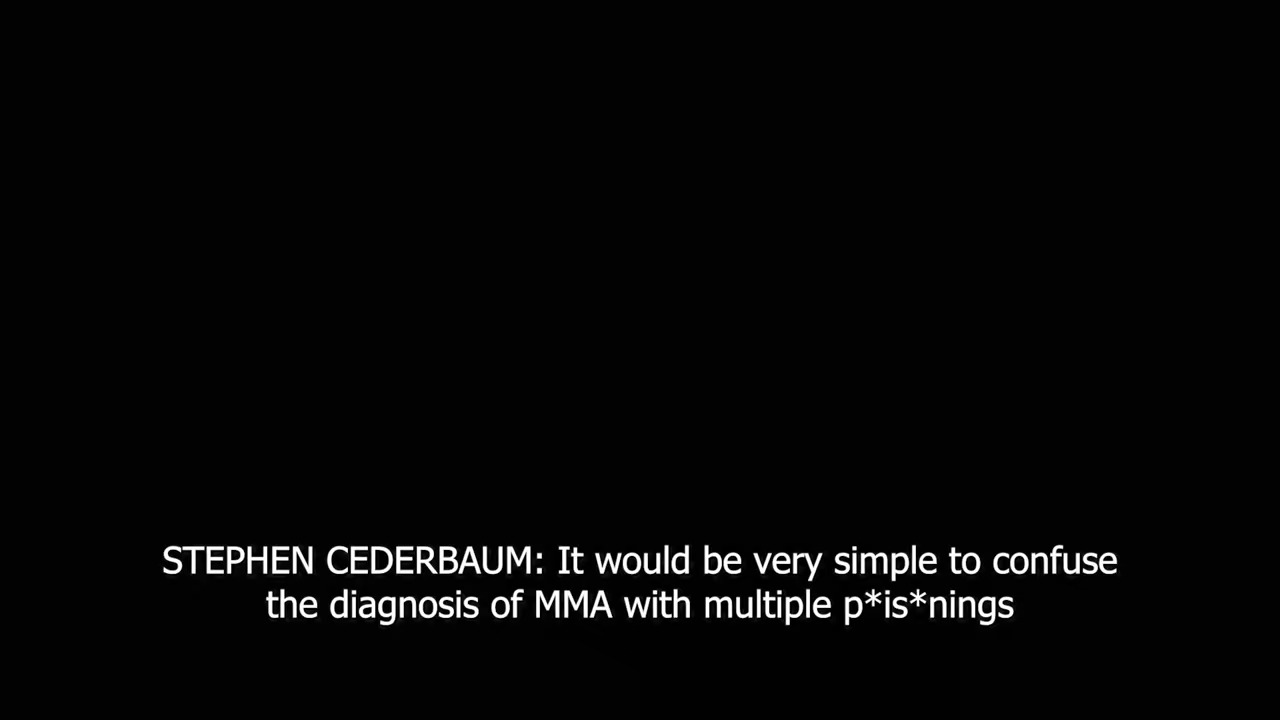 STEPHEN CEDERBAUM: It would be very simple to confuse
the diagnosis of MMA with multiple p*is*nings